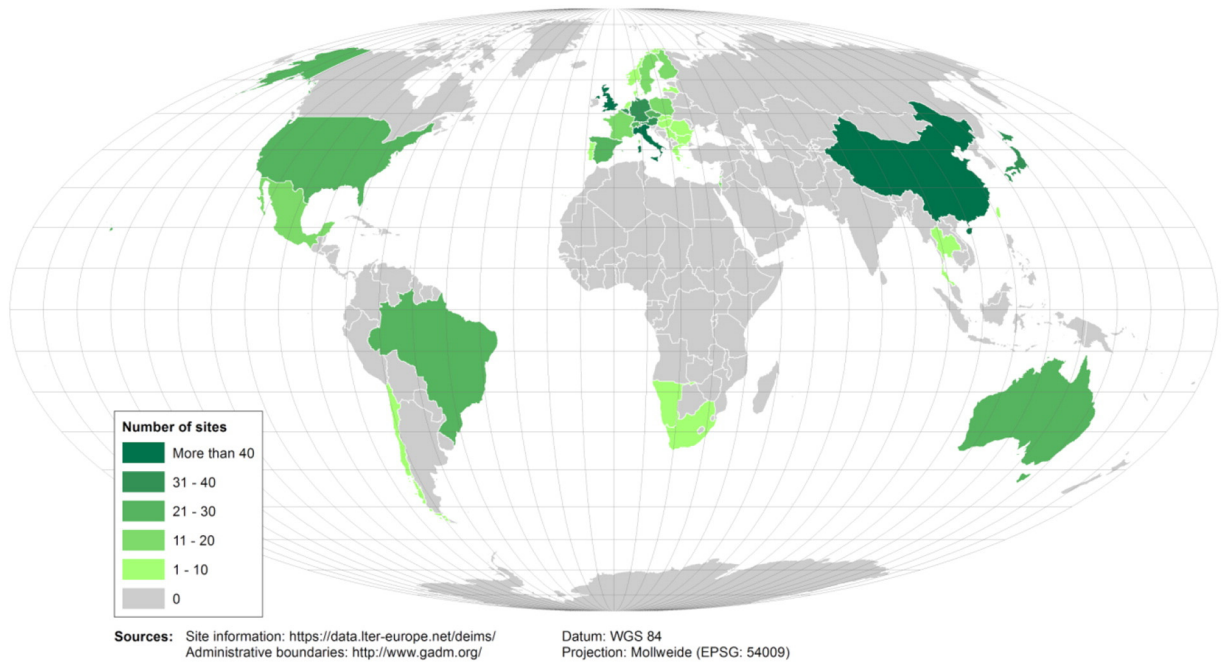 Number of sites
More than 40
31 - 40
21 - 30
11 - 20
1 - 10
0
Sources: Site information: https://data.lter-europe.net/deims/
Administrative boundaries: http://www.gadm.org/
Datum: WGS 84
Projection: Mollweide (EPSG: 54009)